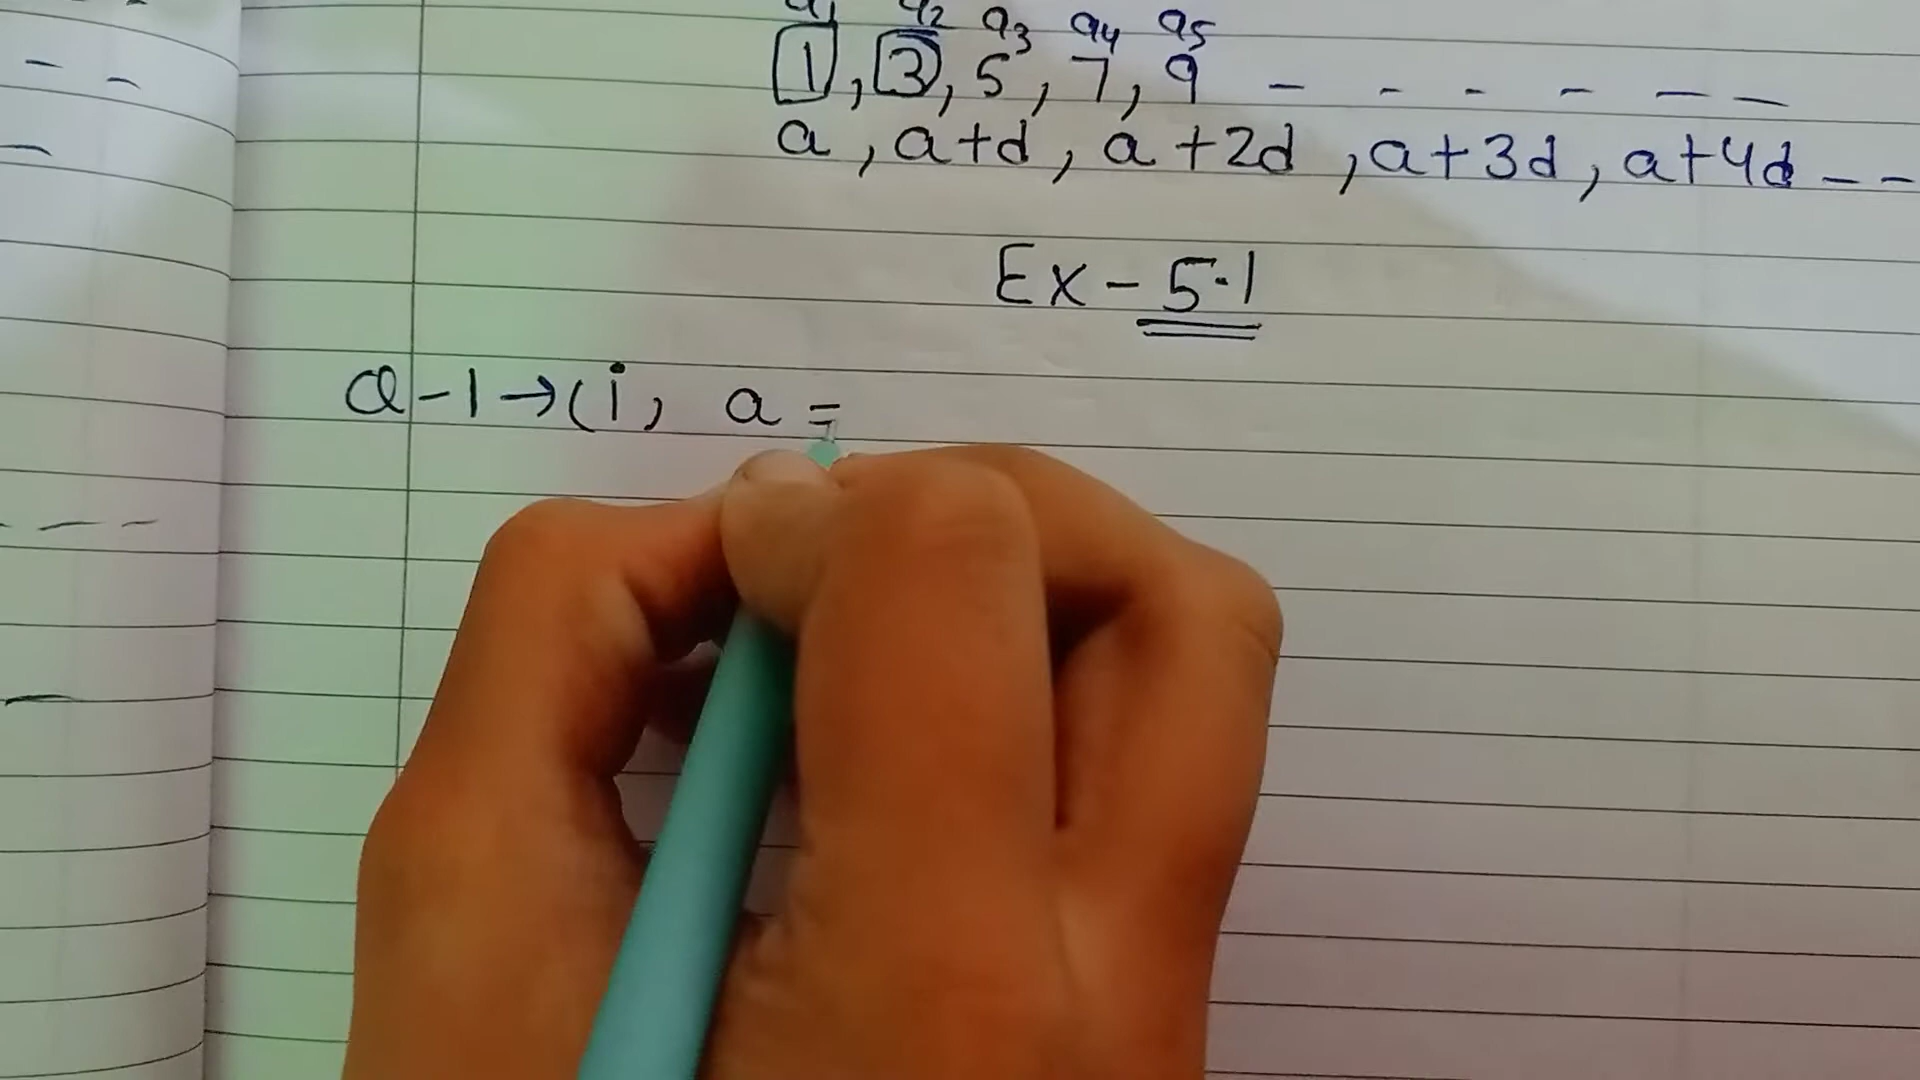 a1 a2 a3 a4 a5
1, 3, 5, 7, 9 - - - - - -
a, a+d, a+2d, a+3d, a+4d - -
Ex - 5.1
Q-1→(i, a =